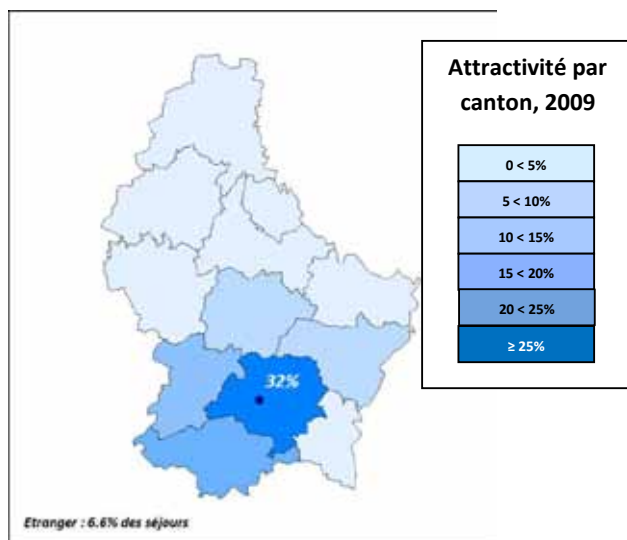 Attractivité par
canton, 2009
0 < 5%
5 < 10%
10 < 15%
15 < 20%
20 < 25%
≥ 25%
32%
Etranger : 6.6% des séjours